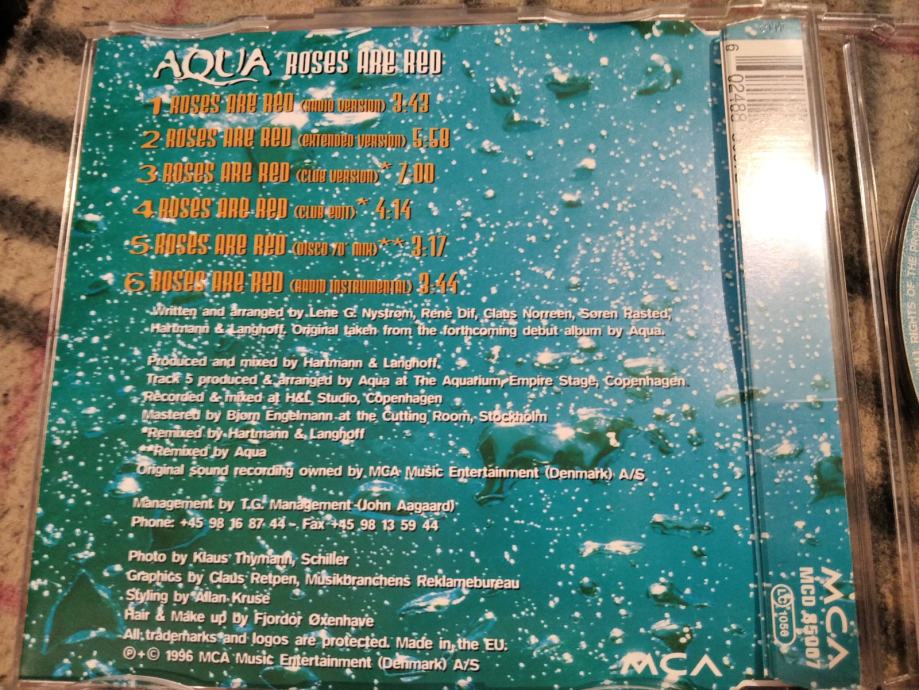 AQUA ROSES ARE RED
1 ROSES ARE RED (RADIO VERSION) 3:43
2 ROSES ARE RED (EXTENDED VERSION) 5:58
3 ROSES ARE RED (CLUB VERSION)* 7:00
4 ROSES ARE RED (CLUB EDIT)* 4:14
5 ROSES ARE RED (DISCO 70' MIX)** 3:17
6 ROSES ARE RED (RADIO INSTRUMENTAL) 3:44
Written and arranged by Lene G. Nystrøm, Renè Dif, Claus Norreen, Søren Rasted,
Hartmann & Langhoff. Original taken from the forthcoming debut album by Aqua.
Produced and mixed by Hartmann & Langhoff.
Track 5 produced & arranged by Aqua at The Aquarium, Empire Stage, Copenhagen.
Recorded & mixed at H&L Studio, Copenhagen
Mastered by Bjørn Engelmann at the Cutting Room, Stockholm
*Remixed by Hartmann & Langhoff
**Remixed by Aqua
Original sound recording owned by MCA Music Entertainment (Denmark) A/S
Management by T.G. Management (John Aagaard)
Phone: +45 98 16 87 44 - Fax +45 98 13 59 44
Photo by Klaus Thymann, Schiller
Graphics by Claus Retpen, Musikbranchens Reklamebureau
Styling by Allan Kruse
Hair & Make up by Fjordor Øxenhave
All trademarks and logos are protected. Made in the EU.
℗+© 1996 MCA Music Entertainment (Denmark) A/S
MCA
6 02488
LC 1056
MCD 85007
MCA
OF THE